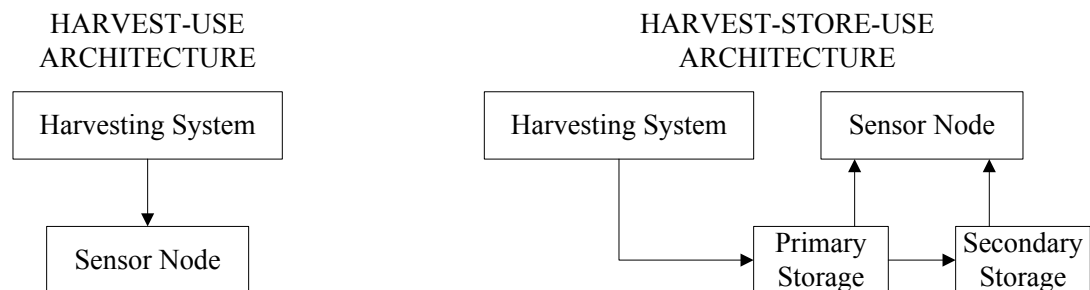 HARVEST-USE
ARCHITECTURE
Harvesting System
Sensor Node
HARVEST-STORE-USE
ARCHITECTURE
Harvesting System
Sensor Node
Primary
Storage
Secondary
Storage